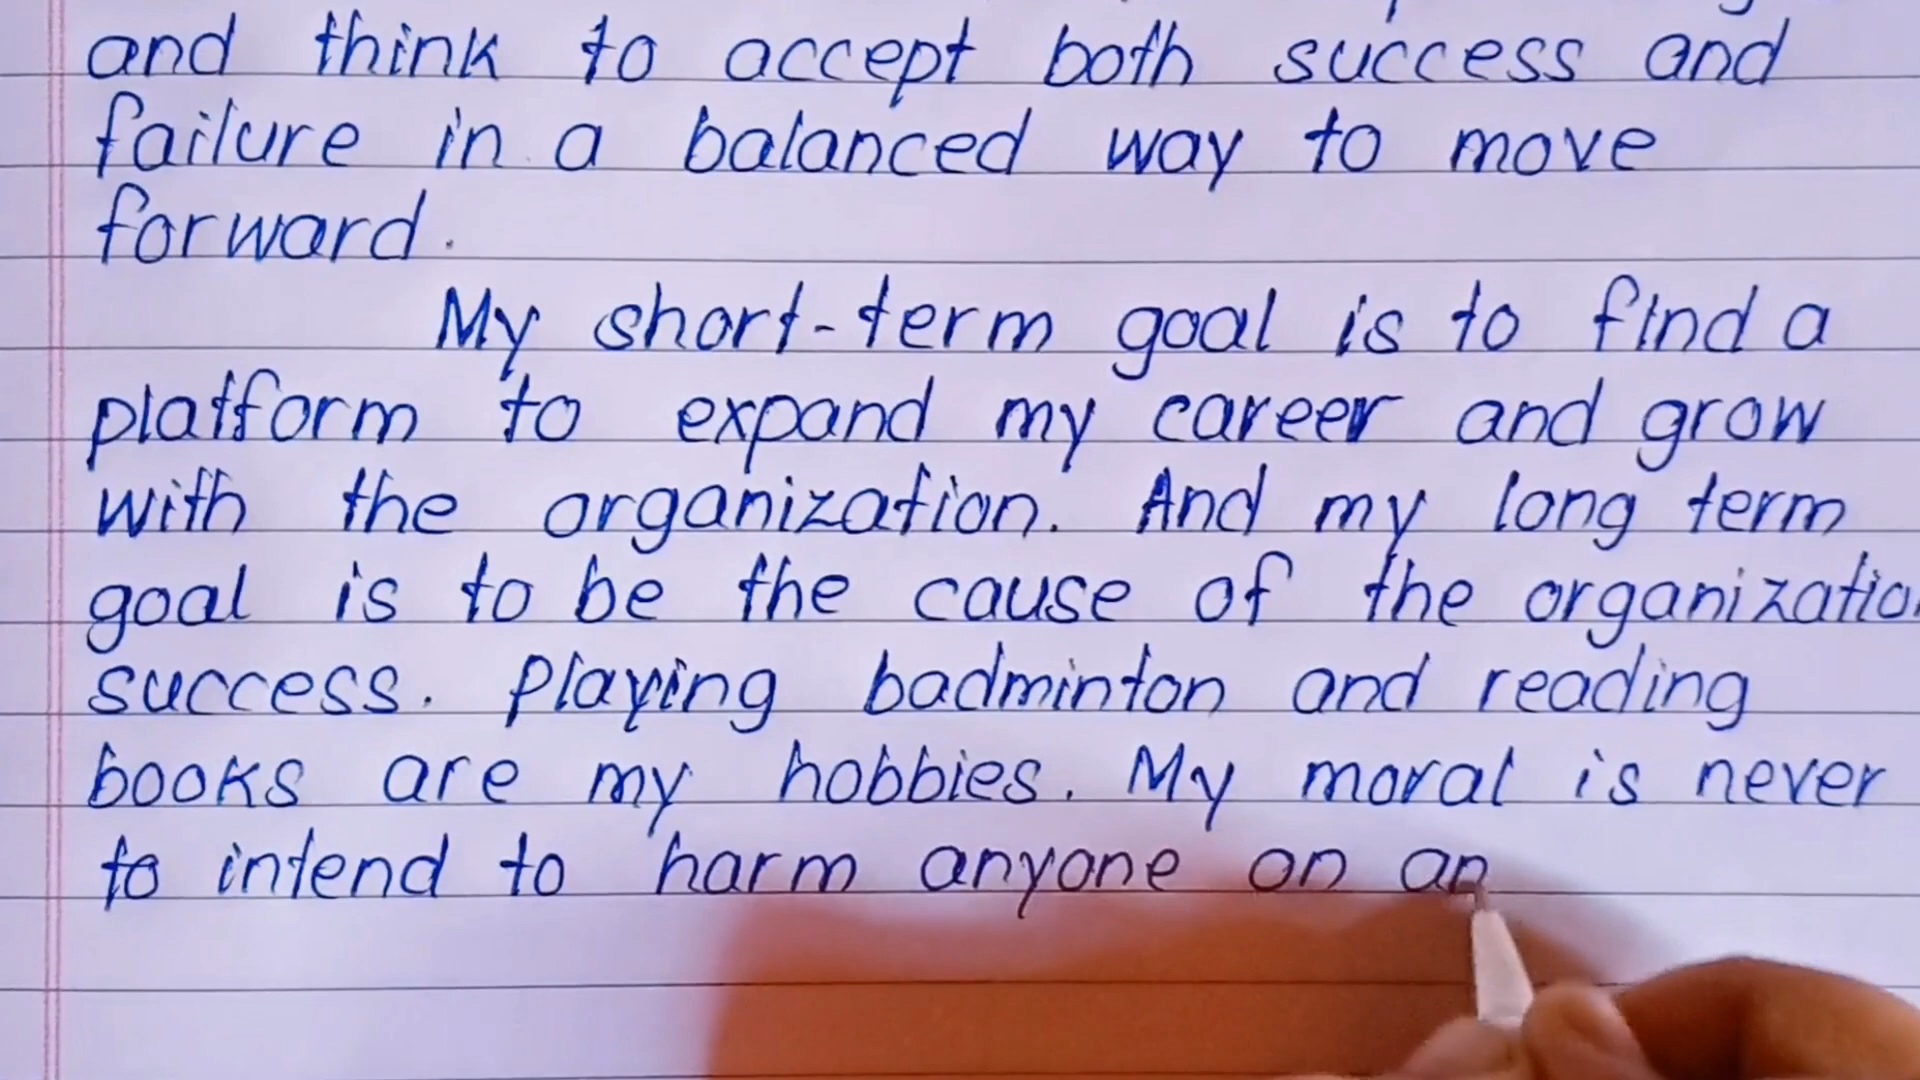 and think to accept both success and
failure in a balanced way to move
forward.
My short-term goal is to find a
platform to expand my career and grow
with the organization. And my long term
goal is to be the cause of the organizatio
success. Playing badminton and reading
books are my hobbies. My moral is never
to intend to harm anyone on an